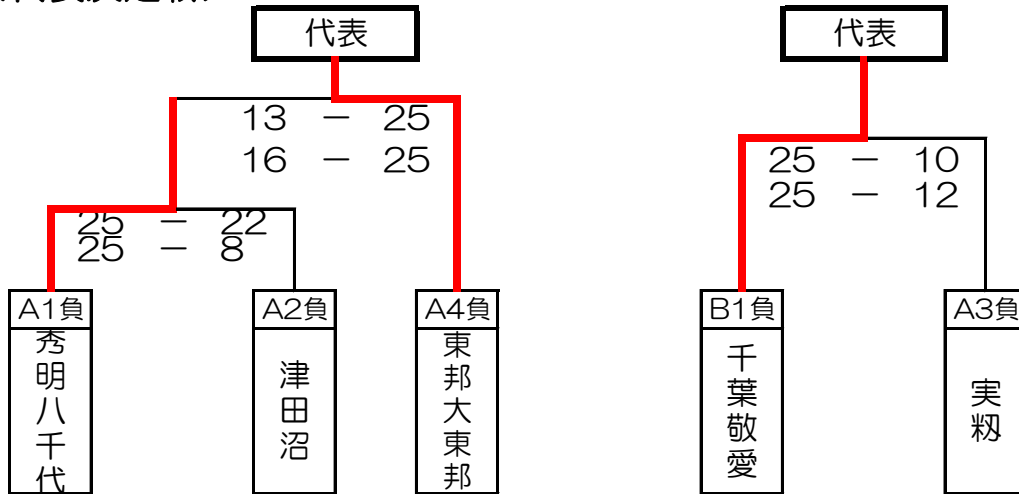 代表
代表
13 － 25
16 － 25
25 － 10
25 － 12
25 － 22
25 － 8
A1負
A2負
A4負
B1負
A3負
秀明八千代
津田沼
東邦大東邦
千葉敬愛
実籾